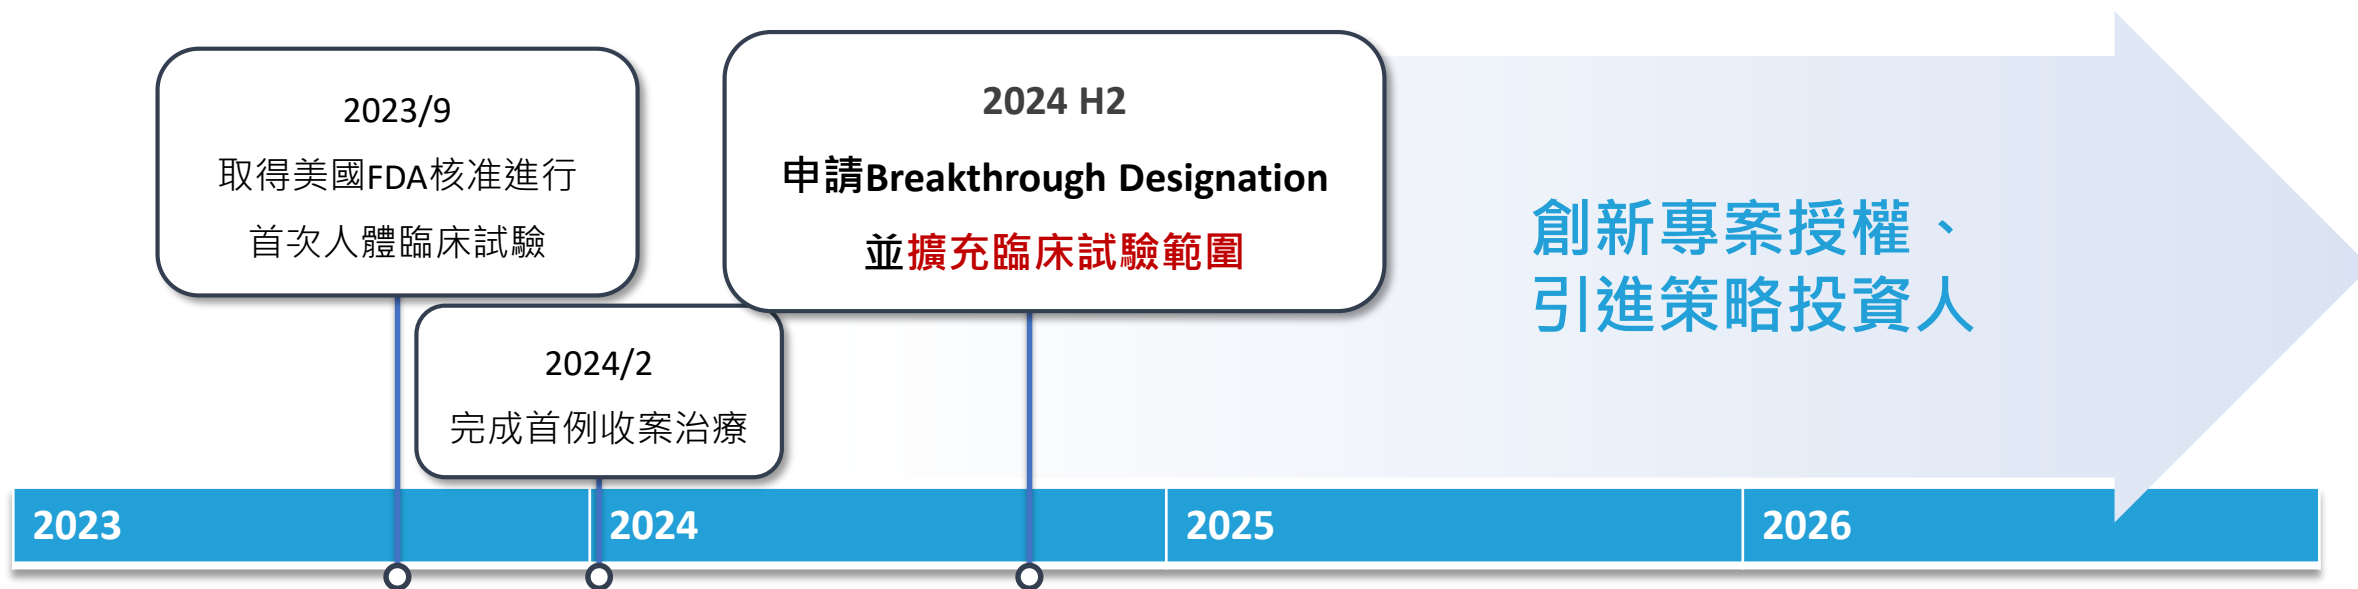 2023/9
取得美國FDA核准進行
首次人體臨床試驗
2024/2
完成首例收案治療
2024 H2
申請Breakthrough Designation
並擴充臨床試驗範圍
創新專案授權、
引進策略投資人
2023
2024
2025
2026